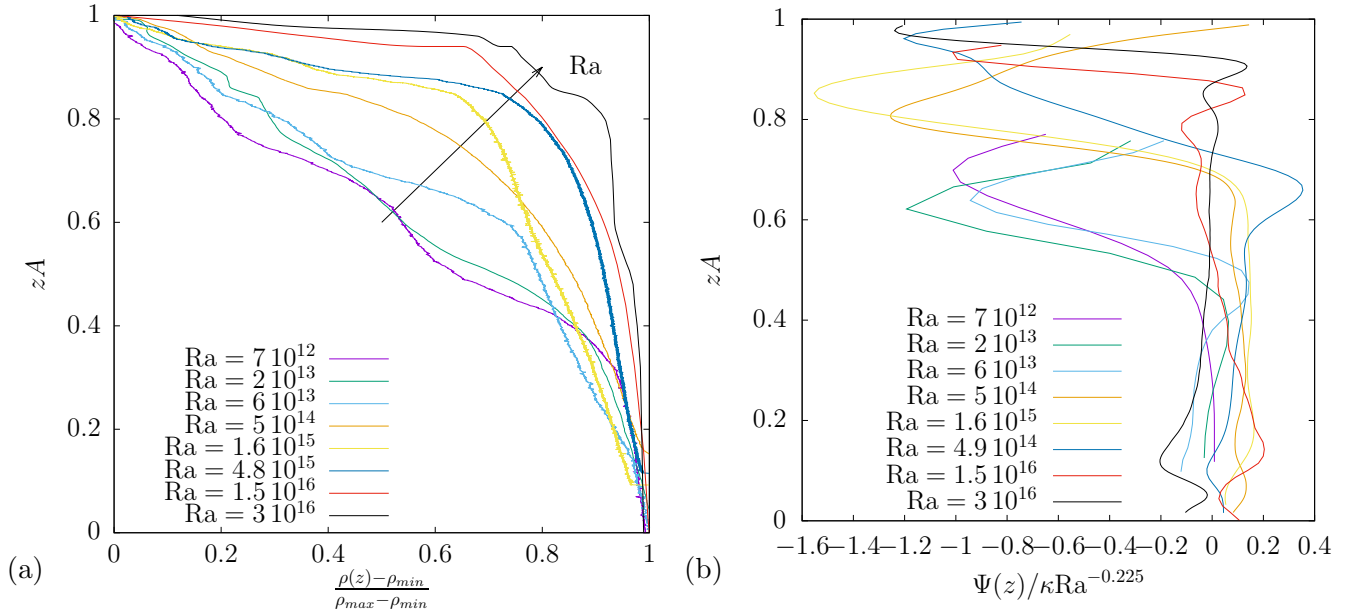 1
0.8
0.6
0.4
0.2
0
zA
Ra
Ra = 7 10^12
Ra = 2 10^13
Ra = 6 10^13
Ra = 5 10^14
Ra = 1.6 10^15
Ra = 4.8 10^15
Ra = 1.5 10^16
Ra = 3 10^16
0 0.2 0.4 0.6 0.8 1
(a)
ρ(z)−ρ_min
ρ_max−ρ_min
1
0.8
0.6
0.4
0.2
0
zA
Ra = 7 10^12
Ra = 2 10^13
Ra = 6 10^13
Ra = 5 10^14
Ra = 1.6 10^15
Ra = 4.9 10^14
Ra = 1.5 10^16
Ra = 3 10^16
−1.6 −1.4 −1.2 −1 −0.8 −0.6 −0.4 −0.2 0 0.2 0.4
(b)
Ψ(z)/κRa^−0.225